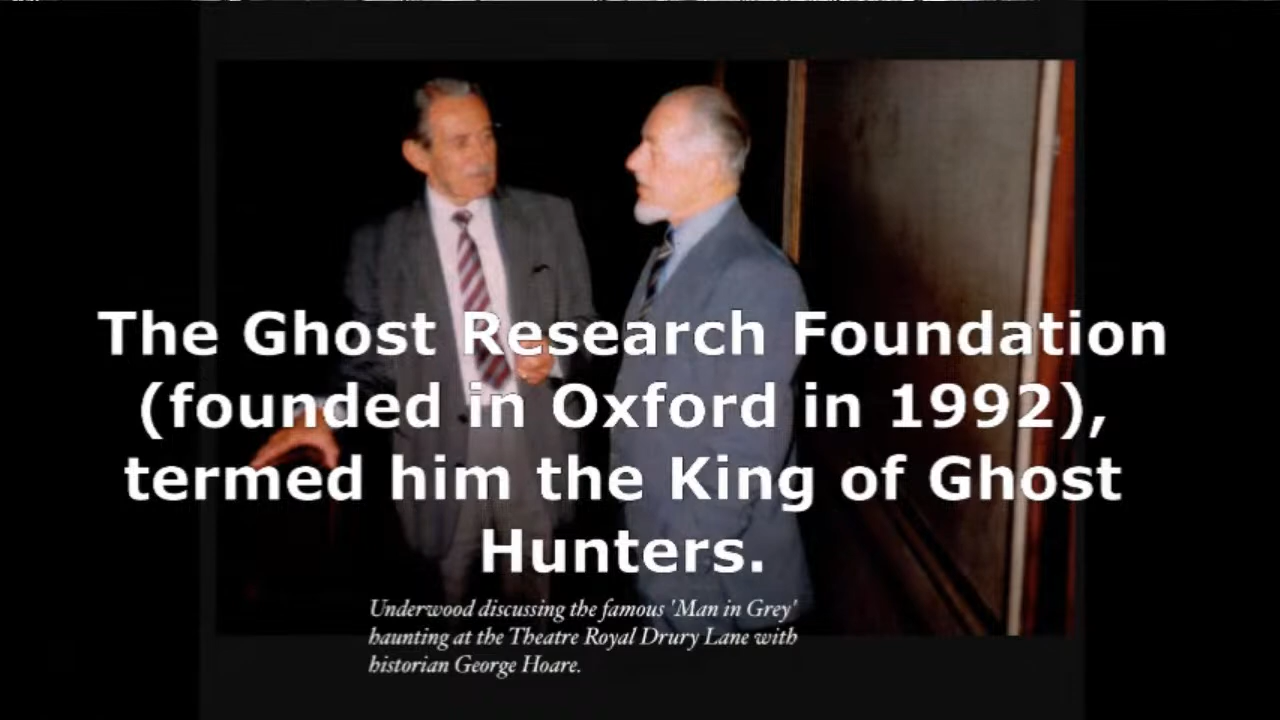 The Ghost Research Foundation
(founded in Oxford in 1992),
termed him the King of Ghost
Hunters.
Underwood discussing the famous 'Man in Grey'
haunting at the Theatre Royal Drury Lane with
historian George Hoare.